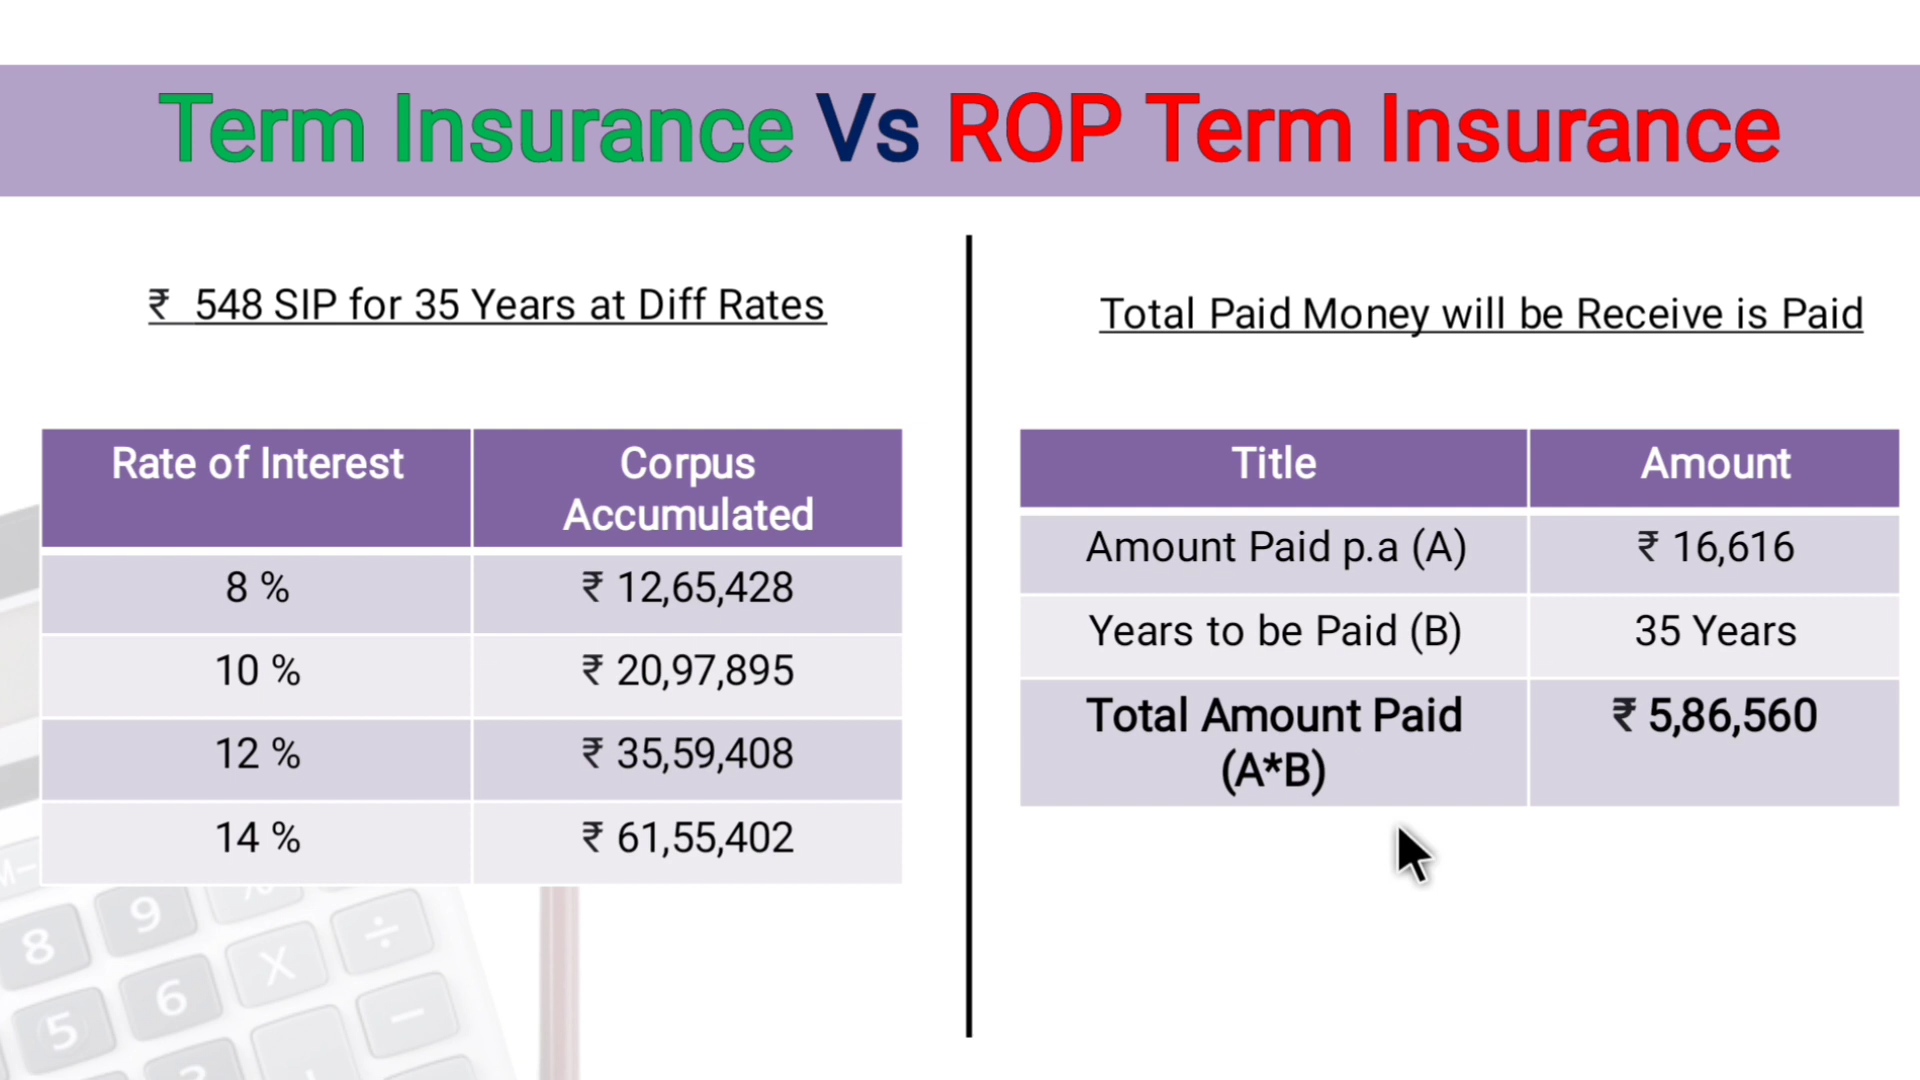 Term Insurance Vs ROP Term Insurance
₹ 548 SIP for 35 Years at Diff Rates
Rate of Interest
Corpus
Accumulated
8 %
₹ 12,65,428
10 %
₹ 20,97,895
12 %
₹ 35,59,408
14 %
₹ 61,55,402
Total Paid Money will be Receive is Paid
Title
Amount
Amount Paid p.a (A)
₹ 16,616
Years to be Paid (B)
35 Years
Total Amount Paid
(A*B)
₹ 5,86,560
M−
9
%
8
6
X
÷
5
−